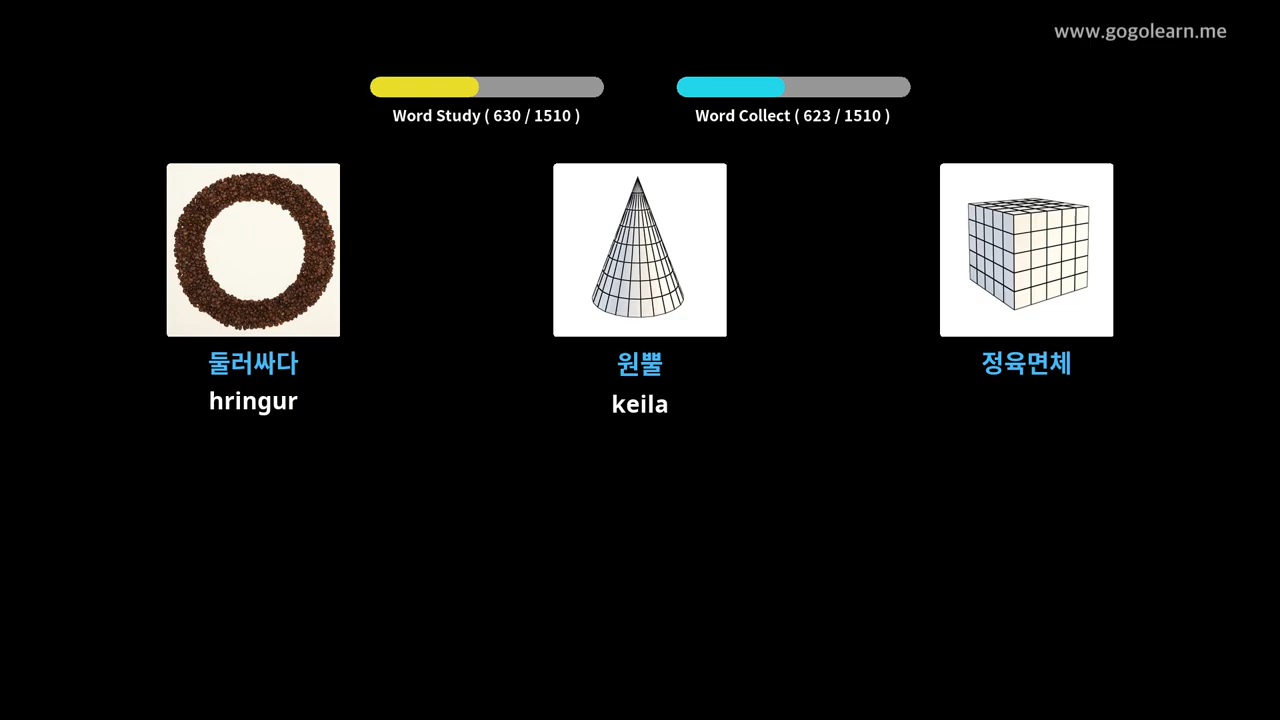 www.gogolearn.me
Word Study ( 630 / 1510 )
Word Collect ( 623 / 1510 )
둘러싸다
원뿔
정육면체
hringur
keila